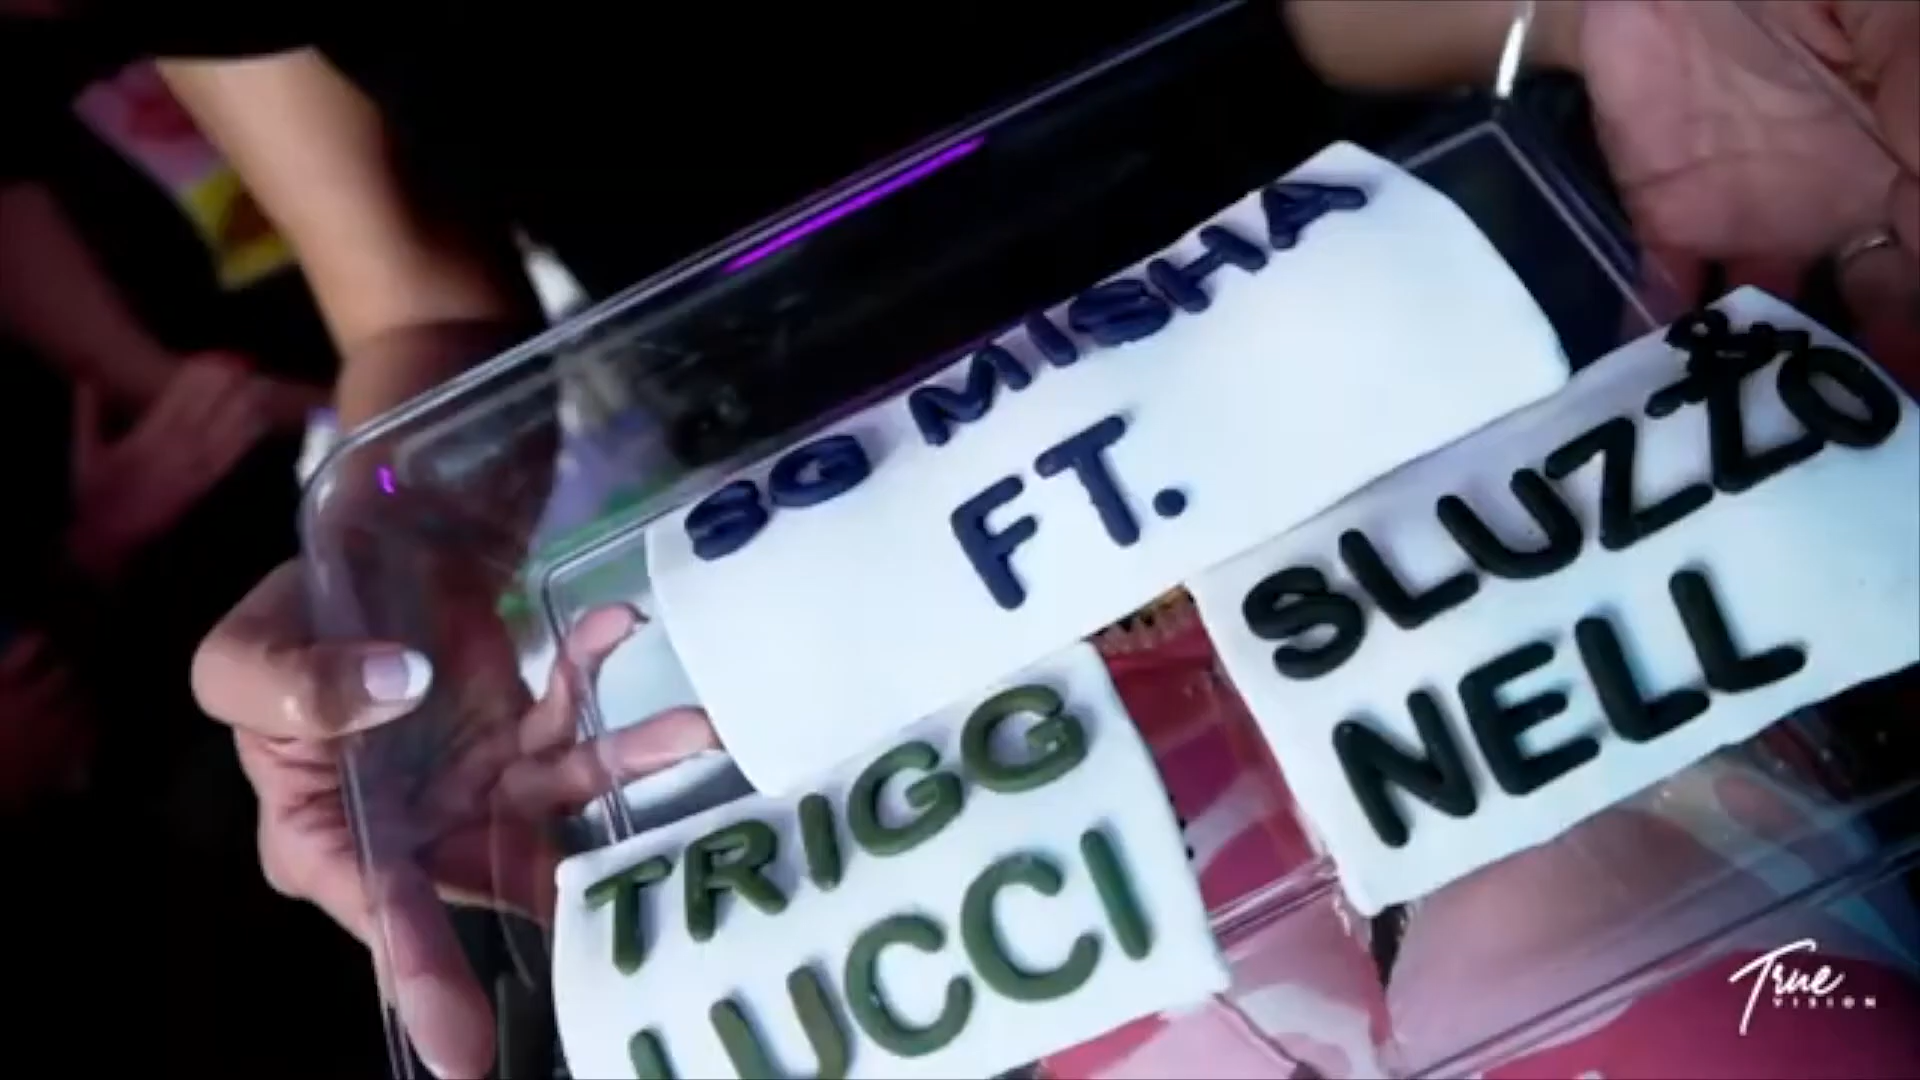 SG MISHA
FT.
TRIGG
LUCCI
&
SLUZZO
NELL
True
VISION